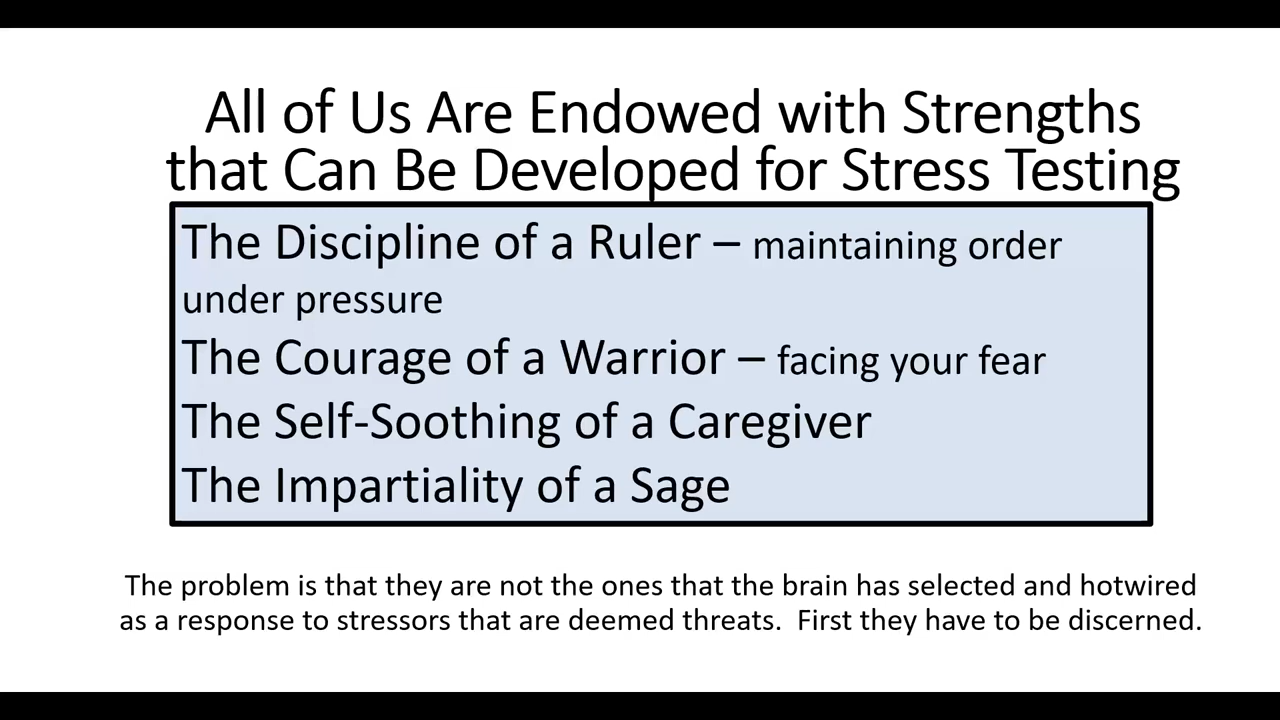 All of Us Are Endowed with Strengths
that Can Be Developed for Stress Testing
The Discipline of a Ruler – maintaining order
under pressure
The Courage of a Warrior – facing your fear
The Self-Soothing of a Caregiver
The Impartiality of a Sage
The problem is that they are not the ones that the brain has selected and hotwired
as a response to stressors that are deemed threats.  First they have to be discerned.